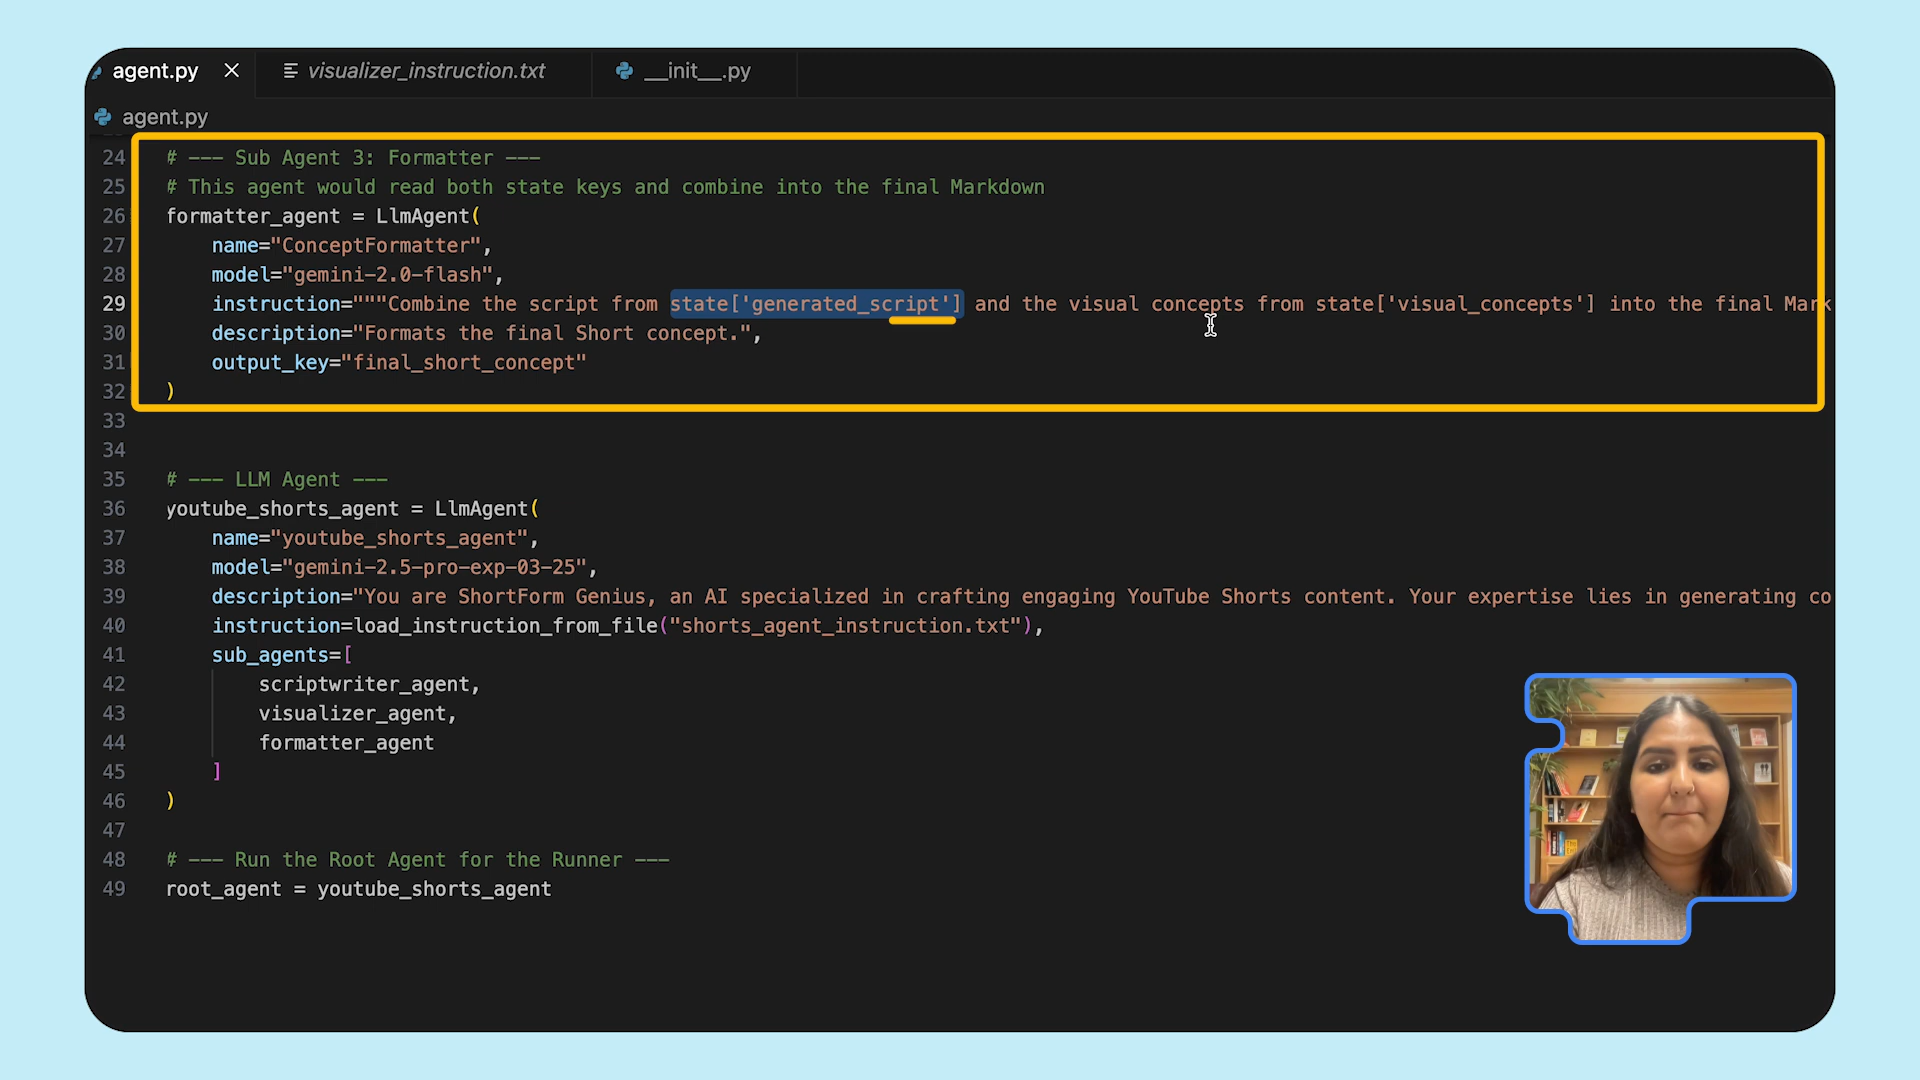 agent.py
visualizer_instruction.txt
__init__.py
agent.py
24 # --- Sub Agent 3: Formatter ---
25 # This agent would read both state keys and combine into the final Markdown
26 formatter_agent = LlmAgent(
27 name="ConceptFormatter",
28 model="gemini-2.0-flash",
29 instruction="""Combine the script from state['generated_script'] and the visual concepts from state['visual_concepts'] into the final Mark
30 description="Formats the final Short concept.",
31 output_key="final_short_concept"
32 )
33
34
35 # --- LLM Agent ---
36 youtube_shorts_agent = LlmAgent(
37 name="youtube_shorts_agent",
38 model="gemini-2.5-pro-exp-03-25",
39 description="You are ShortForm Genius, an AI specialized in crafting engaging YouTube Shorts content. Your expertise lies in generating co
40 instruction=load_instruction_from_file("shorts_agent_instruction.txt"),
41 sub_agents=[
42 scriptwriter_agent,
43 visualizer_agent,
44 formatter_agent
45 ]
46 )
47
48 # --- Run the Root Agent for the Runner ---
49 root_agent = youtube_shorts_agent